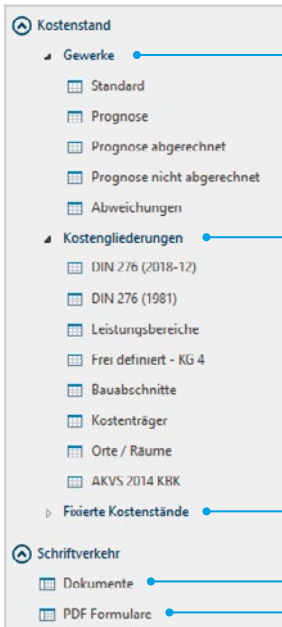 Kostenstand
Gewerke
Standard
Prognose
Prognose abgerechnet
Prognose nicht abgerechnet
Abweichungen
Kostengliederungen
DIN 276 (2018-12)
DIN 276 (1981)
Leistungsbereiche
Frei definiert - KG 4
Bauabschnitte
Kostenträger
Orte / Räume
AKVS 2014 KBK
Fixierte Kostenstände
Schriftverkehr
Dokumente
PDF Formulare